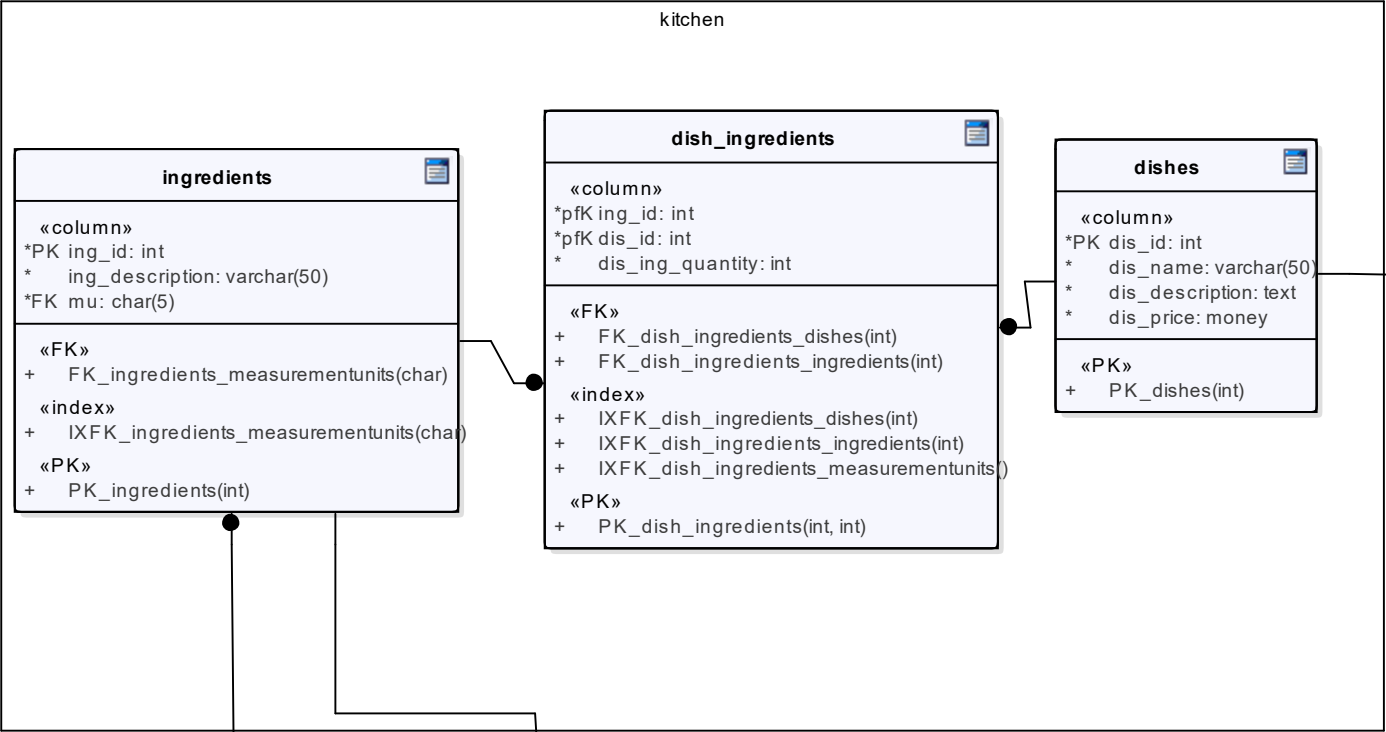 kitchen
ingredients
«column»
*PK ing_id: int
* ing_description: varchar(50)
*FK mu: char(5)
«FK»
+ FK_ingredients_measurementunits(char)
«index»
+ IXFK_ingredients_measurementunits(char)
«PK»
+ PK_ingredients(int)
dish_ingredients
«column»
*pfK ing_id: int
*pfK dis_id: int
* dis_ing_quantity: int
«FK»
+ FK_dish_ingredients_dishes(int)
+ FK_dish_ingredients_ingredients(int)
«index»
+ IXFK_dish_ingredients_dishes(int)
+ IXFK_dish_ingredients_ingredients(int)
+ IXFK_dish_ingredients_measurementunits()
«PK»
+ PK_dish_ingredients(int, int)
dishes
«column»
*PK dis_id: int
* dis_name: varchar(50)
* dis_description: text
* dis_price: money
«PK»
+ PK_dishes(int)